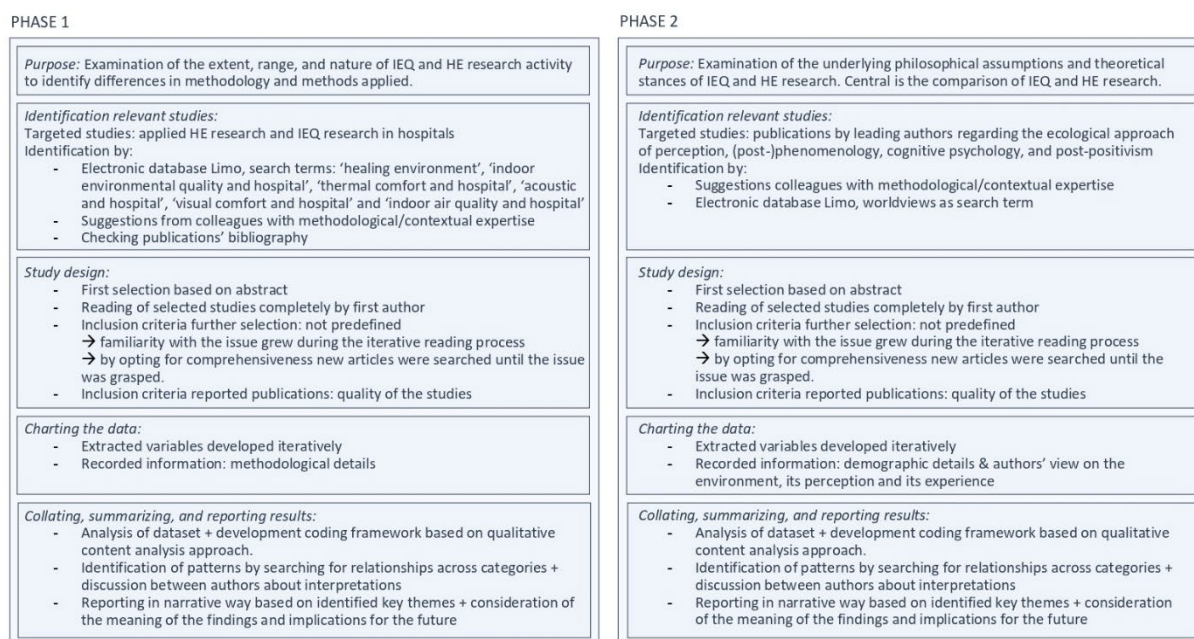 PHASE 1
Purpose: Examination of the extent, range, and nature of IEQ and HE research activity
to identify differences in methodology and methods applied.
Identification relevant studies:
Targeted studies: applied HE research and IEQ research in hospitals
Identification by:
- Electronic database Limo, search terms: ‘healing environment’, ‘indoor
environmental quality and hospital’, ‘thermal comfort and hospital’, ‘acoustic
and hospital’, ‘visual comfort and hospital’ and ‘indoor air quality and hospital’
- Suggestions from colleagues with methodological/contextual expertise
- Checking publications’ bibliography
Study design:
- First selection based on abstract
- Reading of selected studies completely by first author
- Inclusion criteria further selection: not predefined
→ familiarity with the issue grew during the iterative reading process
→ by opting for comprehensiveness new articles were searched until the issue
was grasped.
- Inclusion criteria reported publications: quality of the studies
Charting the data:
- Extracted variables developed iteratively
- Recorded information: methodological details
Collating, summarizing, and reporting results:
- Analysis of dataset + development coding framework based on qualitative
content analysis approach.
- Identification of patterns by searching for relationships across categories +
discussion between authors about interpretations
- Reporting in narrative way based on identified key themes + consideration of
the meaning of the findings and implications for the future
PHASE 2
Purpose: Examination of the underlying philosophical assumptions and theoretical
stances of IEQ and HE research. Central is the comparison of IEQ and HE research.
Identification relevant studies:
Targeted studies: publications by leading authors regarding the ecological approach
of perception, (post-)phenomenology, cognitive psychology, and post-positivism
Identification by:
- Suggestions colleagues with methodological/contextual expertise
- Electronic database Limo, worldviews as search term
Study design:
- First selection based on abstract
- Reading of selected studies completely by first author
- Inclusion criteria further selection: not predefined
→ familiarity with the issue grew during the iterative reading process
→ by opting for comprehensiveness new articles were searched until the issue
was grasped.
- Inclusion criteria reported publications: quality of the studies
Charting the data:
- Extracted variables developed iteratively
- Recorded information: demographic details & authors’ view on the
environment, its perception and its experience
Collating, summarizing, and reporting results:
- Analysis of dataset + development coding framework based on qualitative
content analysis approach.
- Identification of patterns by searching for relationships across categories +
discussion between authors about interpretations
- Reporting in narrative way based on identified key themes + consideration of
the meaning of the findings and implications for the future